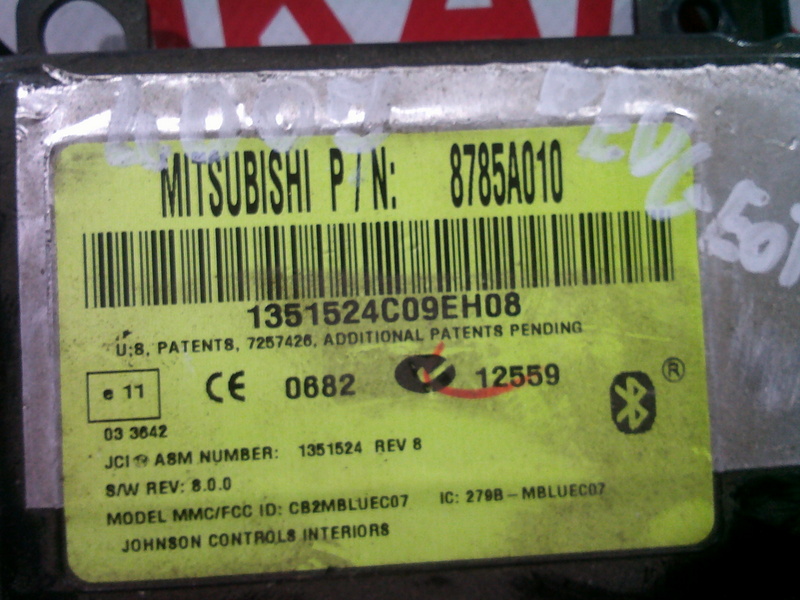 KAI
MITSUBISHI P/N: 8785A010
1351524C09EH08
U.S. PATENTS, 7257426, ADDITIONAL PATENTS PENDING
e 11
CE 0682 12559
®
03 3642
JCI ASM NUMBER: 1351524 REV 8
S/W REV: 8.0.0
MODEL MMC/FCC ID: CB2MBLUEC07 IC: 279B-MBLUEC07
JOHNSON CONTROLS INTERIORS